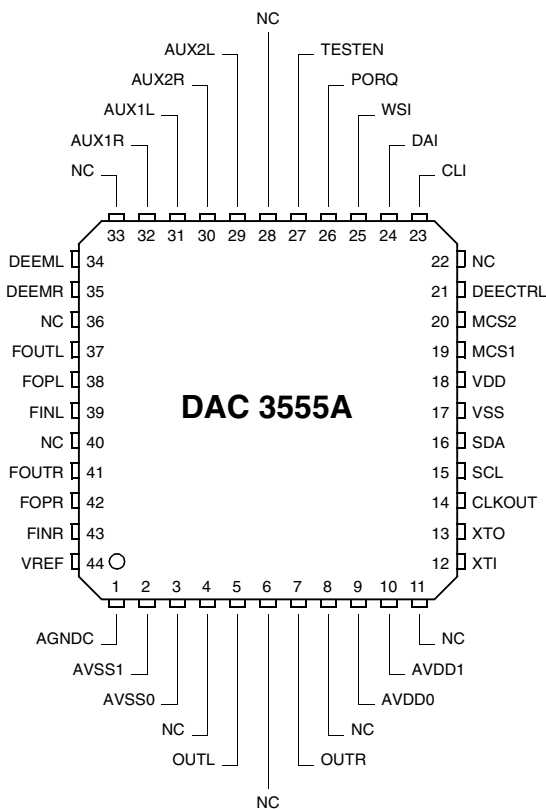 NC
AUX2L
TESTEN
AUX2R
PORQ
AUX1L
WSI
AUX1R
DAI
NC
CLI
33 32 31 30 29 28 27 26 25 24 23
DEEML 34 22 NC
DEEMR 35 21 DEECTRL
NC 36 20 MCS2
FOUTL 37 19 MCS1
FOPL 38 18 VDD
DAC 3555A
FINL 39 17 VSS
NC 40 16 SDA
FOUTR 41 15 SCL
FOPR 42 14 CLKOUT
FINR 43 13 XTO
VREF 44 12 XTI
1 2 3 4 5 6 7 8 9 10 11
AGNDC NC
AVSS1 AVDD1
AVSS0 AVDD0
NC NC
OUTL OUTR
NC